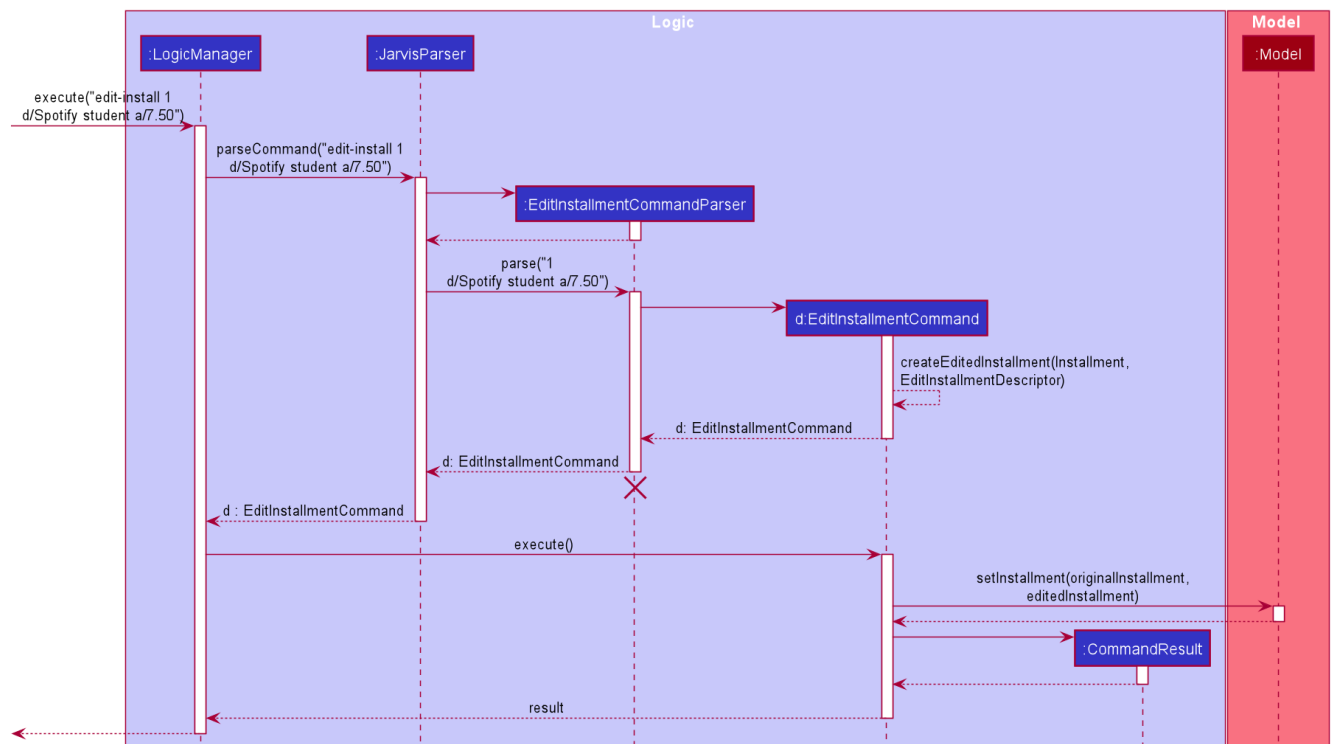 Logic
Model
:LogicManager
:JarvisParser
:Model
execute("edit-install 1
d/Spotify student a/7.50")
parseCommand("edit-install 1
d/Spotify student a/7.50")
:EditInstallmentCommandParser
parse("1
d/Spotify student a/7.50")
d:EditInstallmentCommand
createEditedInstallment(Installment,
EditInstallmentDescriptor)
d: EditInstallmentCommand
d: EditInstallmentCommand
d : EditInstallmentCommand
execute()
setInstallment(originalInstallment,
editedInstallment)
:CommandResult
result